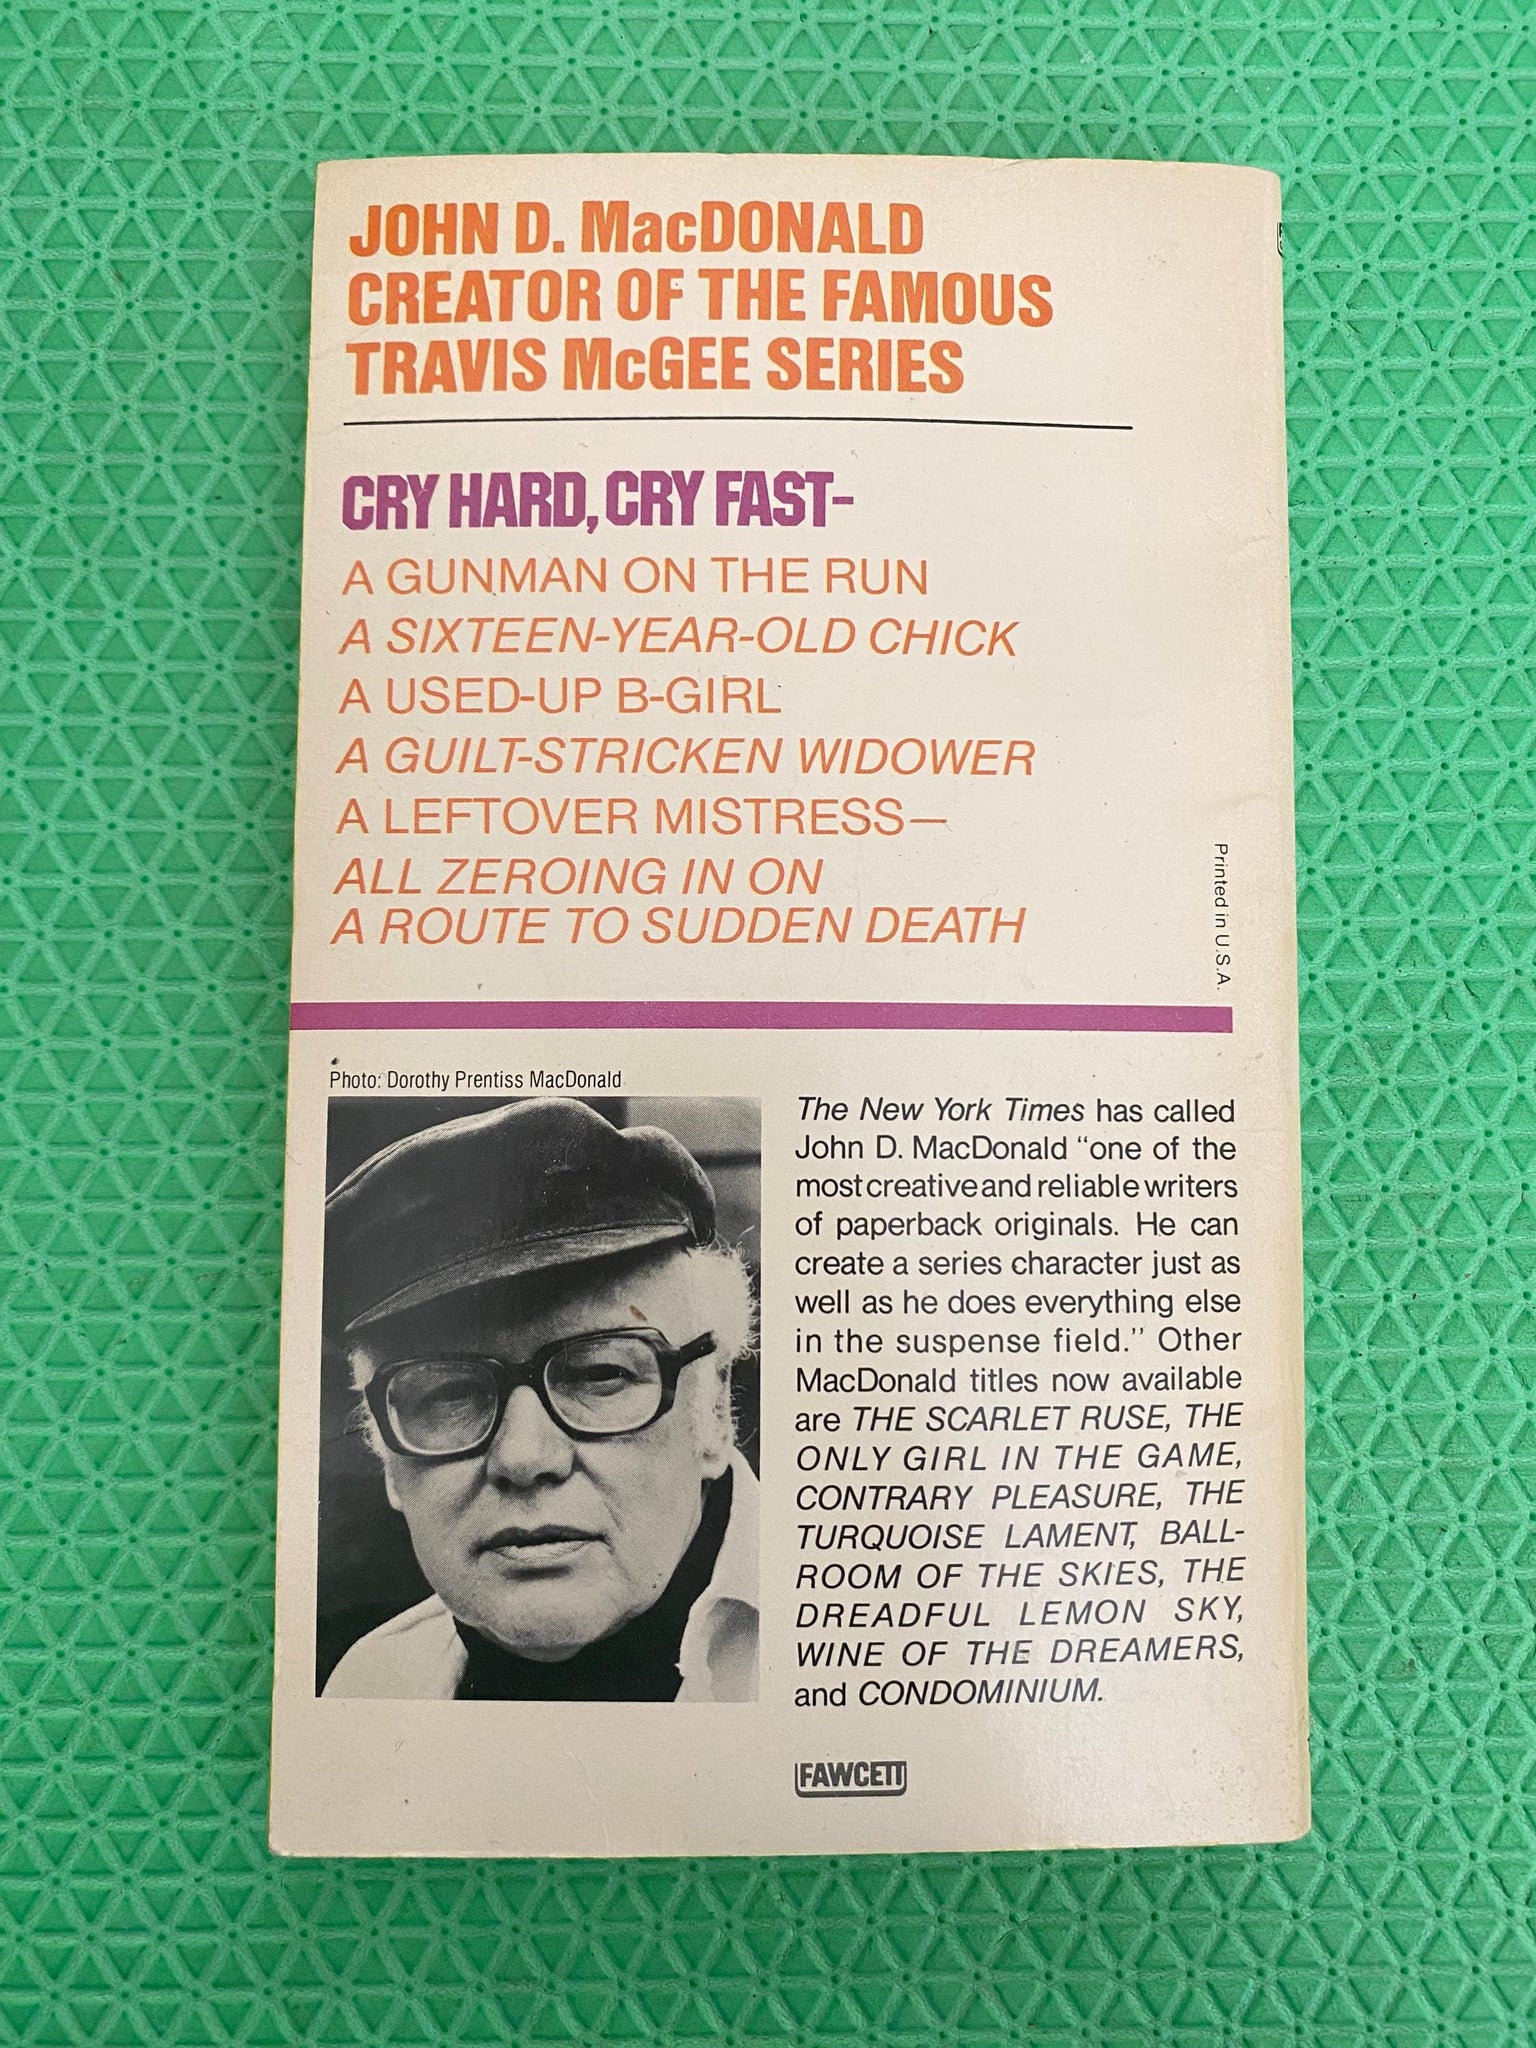 JOHN D. MacDONALD
CREATOR OF THE FAMOUS
TRAVIS McGEE SERIES
CRY HARD, CRY FAST-
A GUNMAN ON THE RUN
A SIXTEEN-YEAR-OLD CHICK
A USED-UP B-GIRL
A GUILT-STRICKEN WIDOWER
A LEFTOVER MISTRESS—
ALL ZEROING IN ON
A ROUTE TO SUDDEN DEATH
Printed in U.S.A.
Photo: Dorothy Prentiss MacDonald
The New York Times has called
John D. MacDonald "one of the
most creative and reliable writers
of paperback originals. He can
create a series character just as
well as he does everything else
in the suspense field." Other
MacDonald titles now available
are THE SCARLET RUSE, THE
ONLY GIRL IN THE GAME,
CONTRARY PLEASURE, THE
TURQUOISE LAMENT, BALL-
ROOM OF THE SKIES, THE
DREADFUL LEMON SKY,
WINE OF THE DREAMERS,
and CONDOMINIUM.
FAWCETT